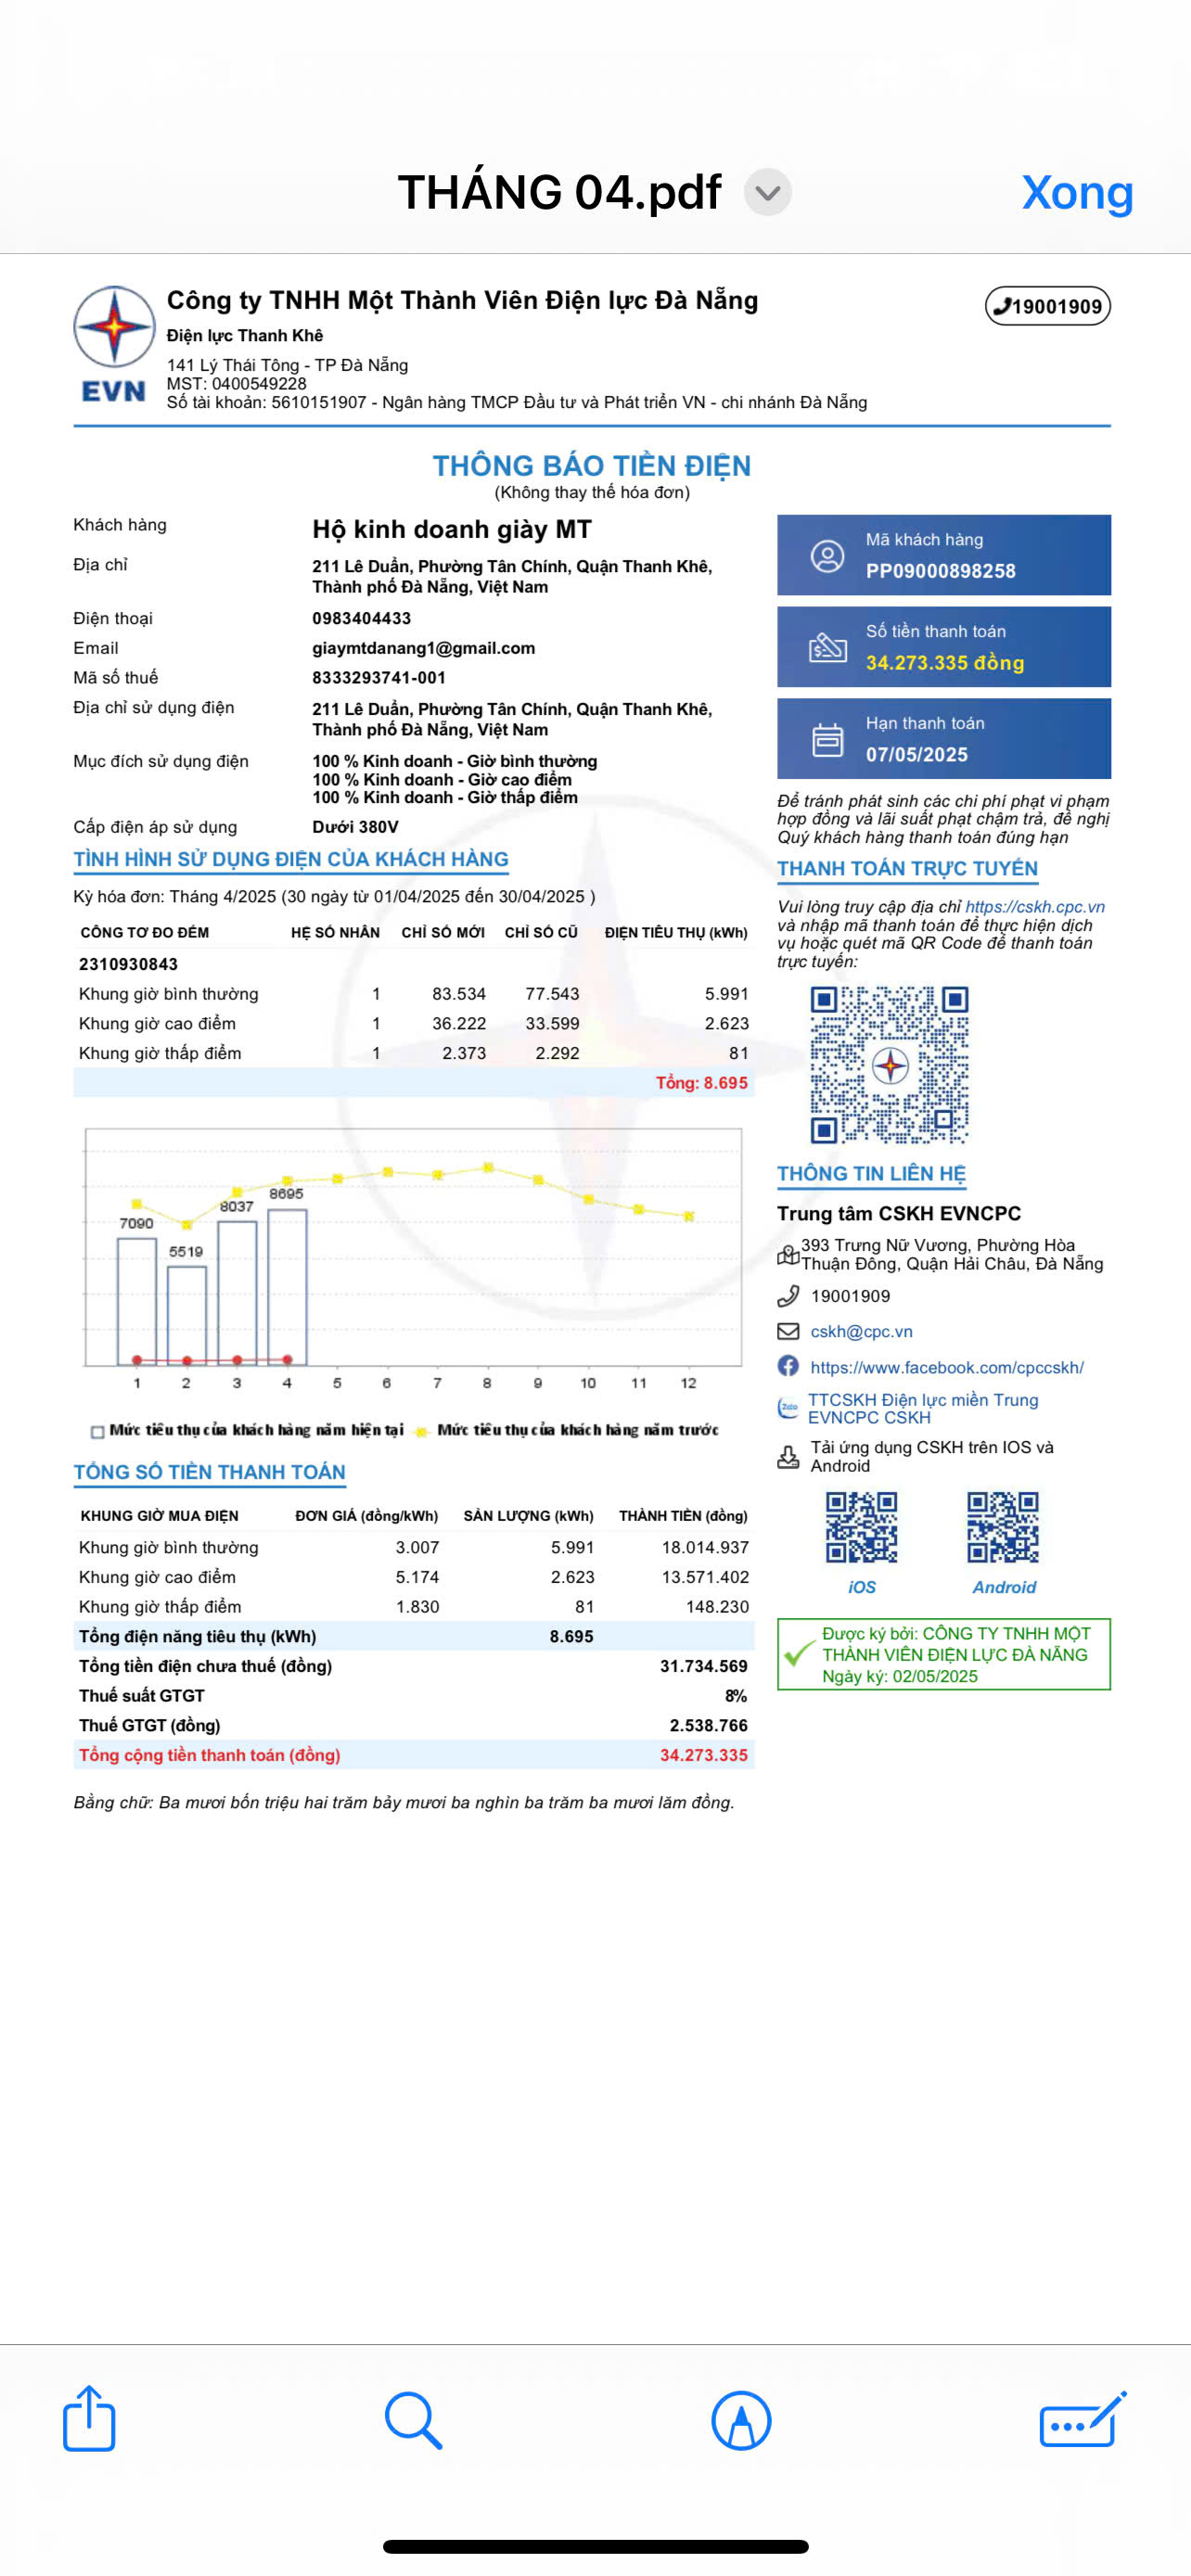 THÁNG 04.pdf
Xong
EVN
Công ty TNHH Một Thành Viên Điện lực Đà Nẵng
19001909
Điện lực Thanh Khê
141 Lý Thái Tông - TP Đà Nẵng
MST: 0400549228
Số tài khoản: 5610151907 - Ngân hàng TMCP Đầu tư và Phát triển VN - chi nhánh Đà Nẵng
THÔNG BÁO TIỀN ĐIỆN
(Không thay thế hóa đơn)
Khách hàng Hộ kinh doanh giày MT
Địa chỉ 211 Lê Duẩn, Phường Tân Chính, Quận Thanh Khê,
Thành phố Đà Nẵng, Việt Nam
Điện thoại 0983404433
Email giaymtdanang1@gmail.com
Mã số thuế 8333293741-001
Địa chỉ sử dụng điện 211 Lê Duẩn, Phường Tân Chính, Quận Thanh Khê,
Thành phố Đà Nẵng, Việt Nam
Mục đích sử dụng điện 100 % Kinh doanh - Giờ bình thường
100 % Kinh doanh - Giờ cao điểm
100 % Kinh doanh - Giờ thấp điểm
Cấp điện áp sử dụng Dưới 380V
TÌNH HÌNH SỬ DỤNG ĐIỆN CỦA KHÁCH HÀNG
Kỳ hóa đơn: Tháng 4/2025 (30 ngày từ 01/04/2025 đến 30/04/2025 )
CÔNG TƠ ĐO ĐẾM HỆ SỐ NHÂN CHỈ SỐ MỚI CHỈ SỐ CŨ ĐIỆN TIÊU THỤ (kWh)
2310930843
Khung giờ bình thường 1 83.534 77.543 5.991
Khung giờ cao điểm 1 36.222 33.599 2.623
Khung giờ thấp điểm 1 2.373 2.292 81
Tổng: 8.695
7090
5519
8037
8695
1 2 3 4 5 6 7 8 9 10 11 12
Mức tiêu thụ của khách hàng năm hiện tại Mức tiêu thụ của khách hàng năm trước
TỔNG SỐ TIỀN THANH TOÁN
KHUNG GIỜ MUA ĐIỆN ĐƠN GIÁ (đồng/kWh) SẢN LƯỢNG (kWh) THÀNH TIỀN (đồng)
Khung giờ bình thường 3.007 5.991 18.014.937
Khung giờ cao điểm 5.174 2.623 13.571.402
Khung giờ thấp điểm 1.830 81 148.230
Tổng điện năng tiêu thụ (kWh) 8.695
Tổng tiền điện chưa thuế (đồng) 31.734.569
Thuế suất GTGT 8%
Thuế GTGT (đồng) 2.538.766
Tổng cộng tiền thanh toán (đồng) 34.273.335
Bằng chữ: Ba mươi bốn triệu hai trăm bảy mươi ba nghìn ba trăm ba mươi lăm đồng.
Mã khách hàng
PP09000898258
Số tiền thanh toán
34.273.335 đồng
Hạn thanh toán
07/05/2025
Để tránh phát sinh các chi phí phạt vi phạm
hợp đồng và lãi suất phạt chậm trả, đề nghị
Quý khách hàng thanh toán đúng hạn
THANH TOÁN TRỰC TUYẾN
Vui lòng truy cập địa chỉ https://cskh.cpc.vn
và nhập mã thanh toán để thực hiện dịch
vụ hoặc quét mã QR Code để thanh toán
trực tuyến:
THÔNG TIN LIÊN HỆ
Trung tâm CSKH EVNCPC
393 Trưng Nữ Vương, Phường Hòa
Thuận Đông, Quận Hải Châu, Đà Nẵng
19001909
cskh@cpc.vn
https://www.facebook.com/cpccskh/
Zalo
TTCSKH Điện lực miền Trung
EVNCPC CSKH
Tải ứng dụng CSKH trên IOS và
Android
iOS Android
Được ký bởi: CÔNG TY TNHH MỘT
THÀNH VIÊN ĐIỆN LỰC ĐÀ NẴNG
Ngày ký: 02/05/2025